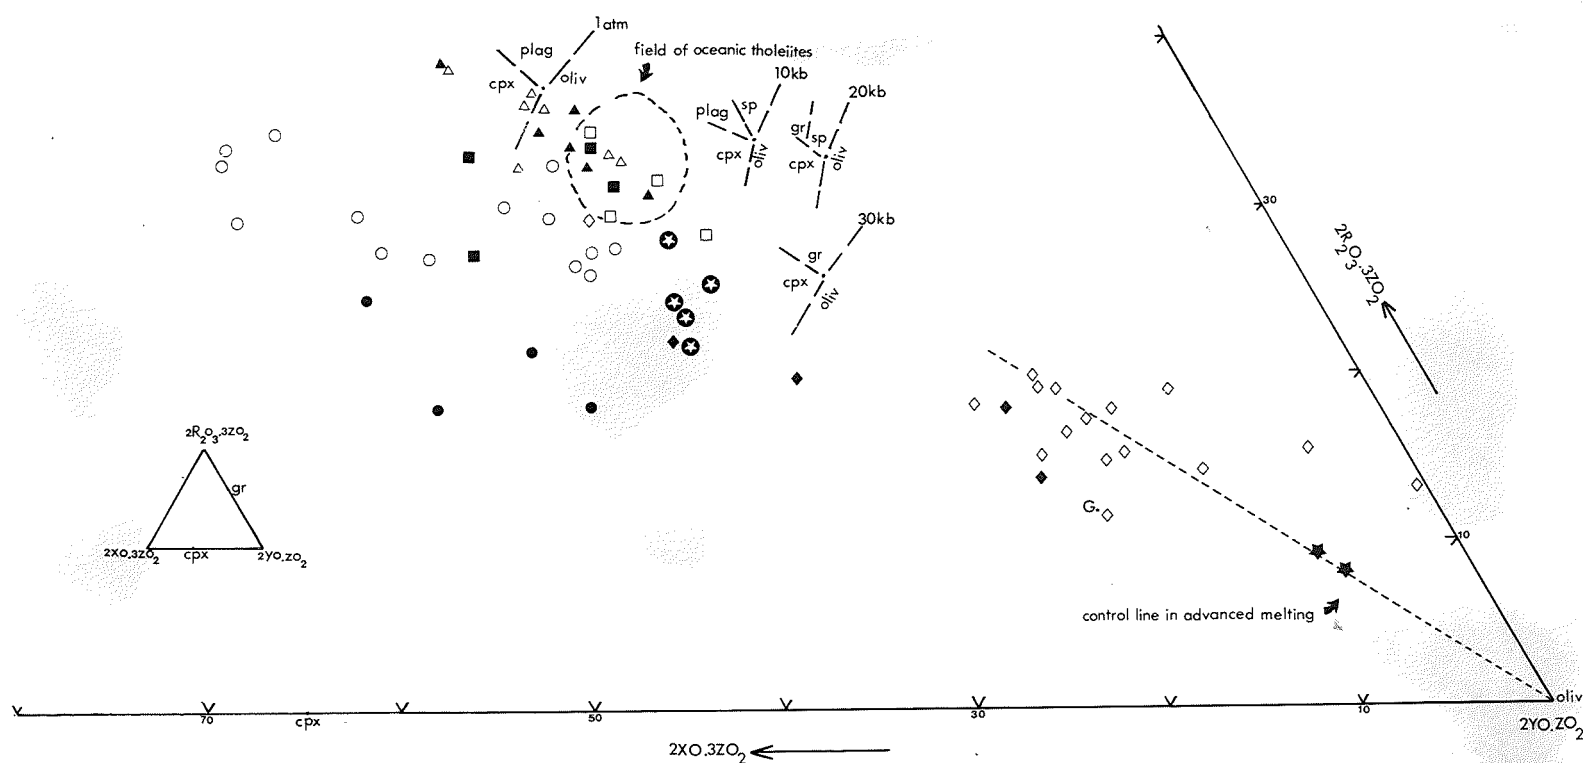 1 atm
plag
oliv
cpx
field of oceanic tholeiites
10kb
sp
plag
cpx
oliv
20kb
gr
sp
cpx
oliv
30kb
gr
cpx
oliv
30
2R₂O₃.3ZO₂
G.
10
control line in advanced melting
2R₂O₃.3ZO₂
gr
2XO.3ZO₂
cpx
2YO.ZO₂
70
cpx
50
30
10
oliv
2YO.ZO₂
2XO.3ZO₂